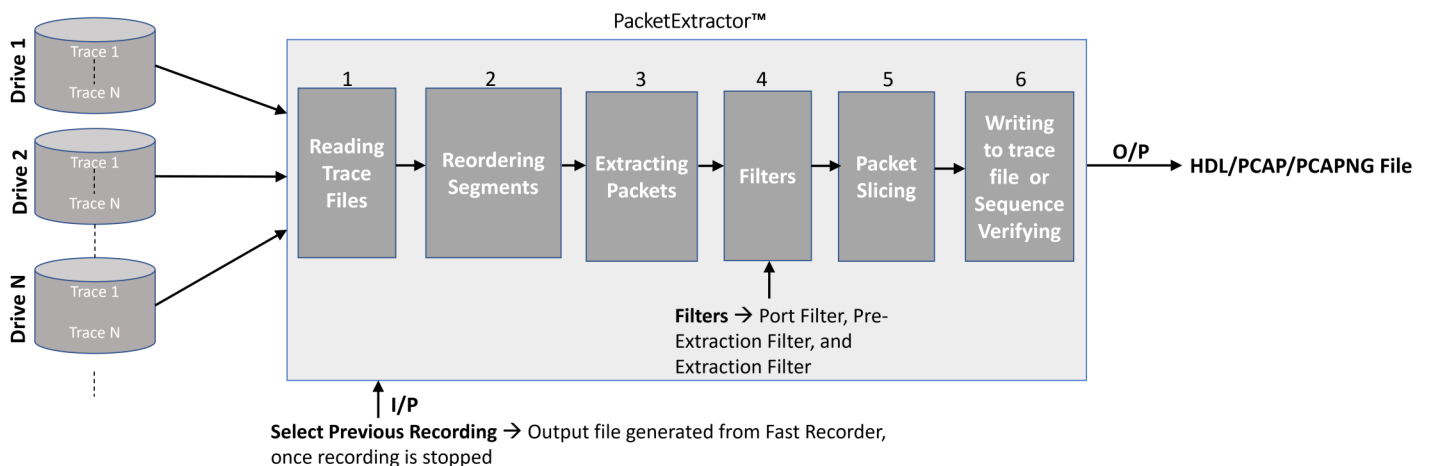 PacketExtractor™
Drive 1
Trace 1
Trace N
Drive 2
Trace 1
Trace N
Drive N
Trace 1
Trace N
1
Reading
Trace
Files
2
Reordering
Segments
3
Extracting
Packets
4
Filters
5
Packet
Slicing
6
Writing
to trace
file or
Sequence
Verifying
O/P
HDL/PCAP/PCAPNG File
Filters → Port Filter, Pre-
Extraction Filter, and
Extraction Filter
I/P
Select Previous Recording → Output file generated from Fast Recorder,
once recording is stopped